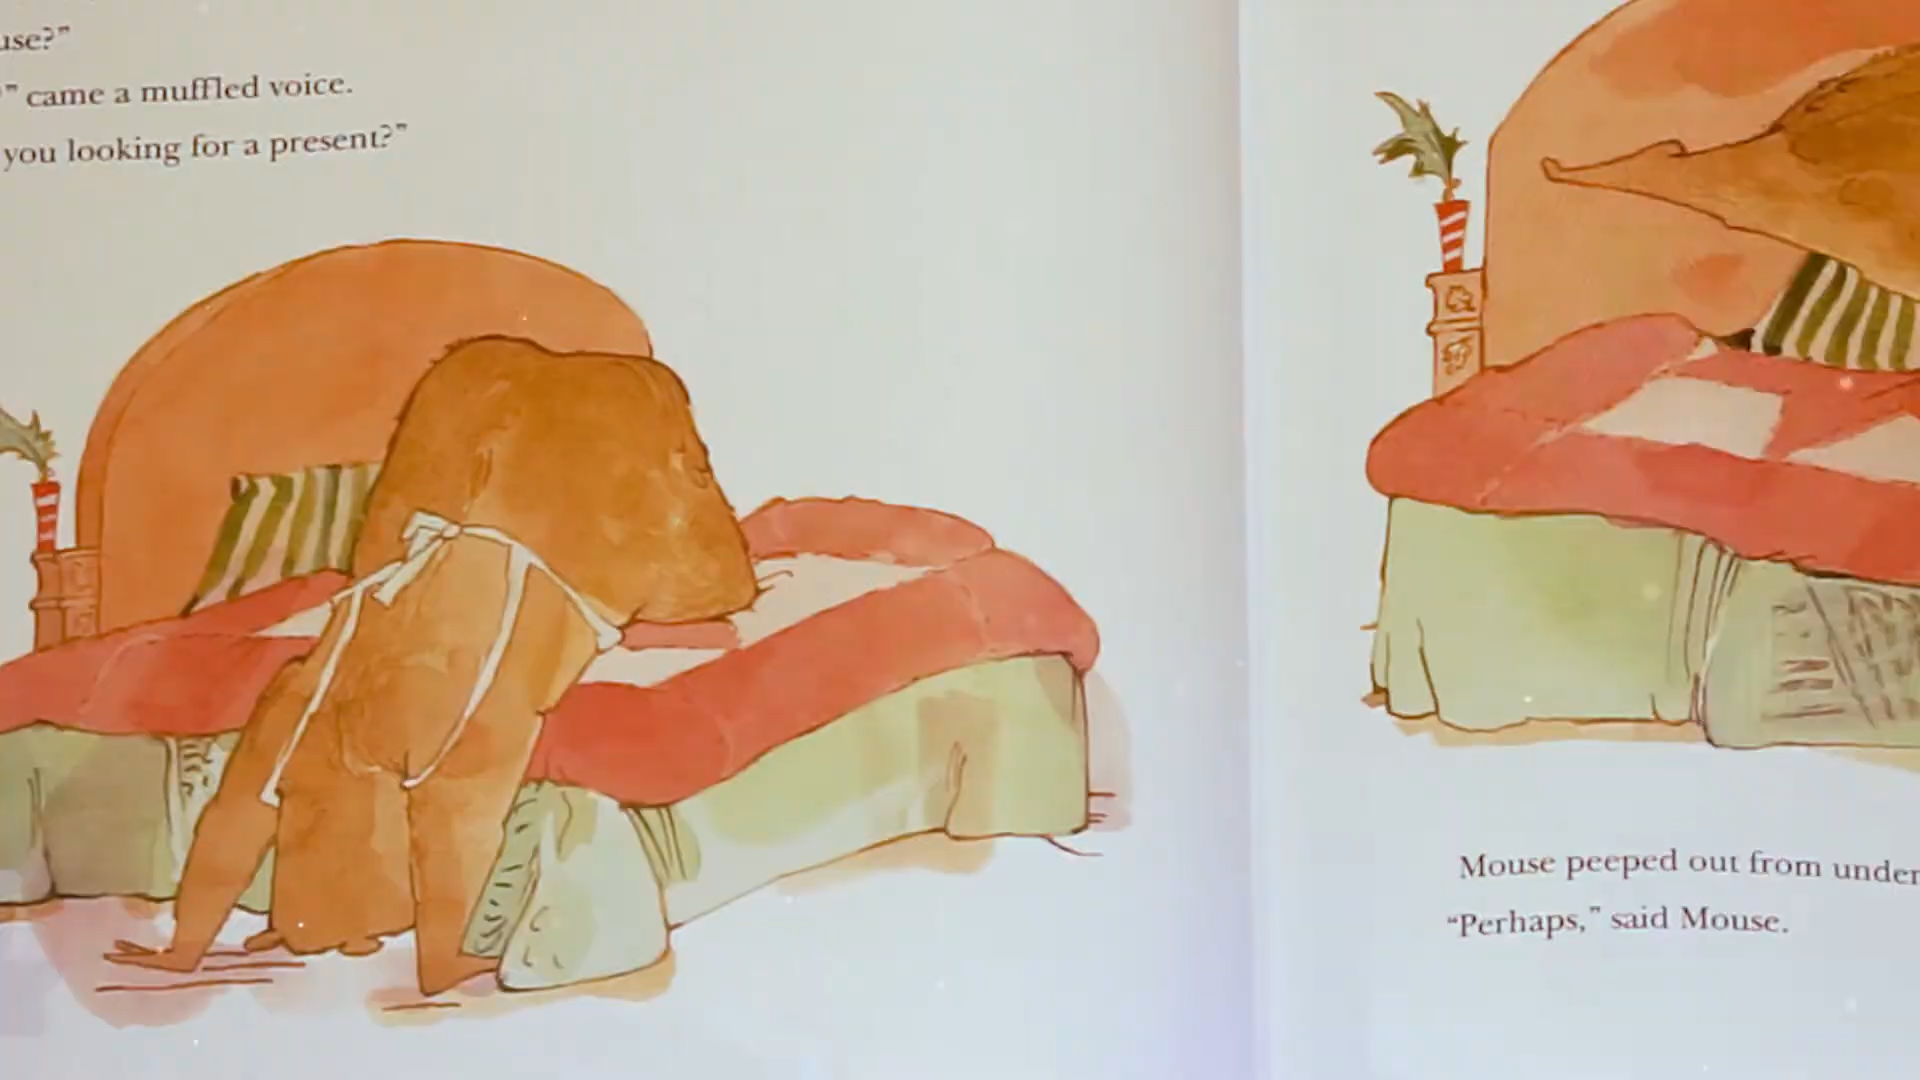 use?”
” came a muffled voice.
you looking for a present?”
Mouse peeped out from under
“Perhaps,” said Mouse.